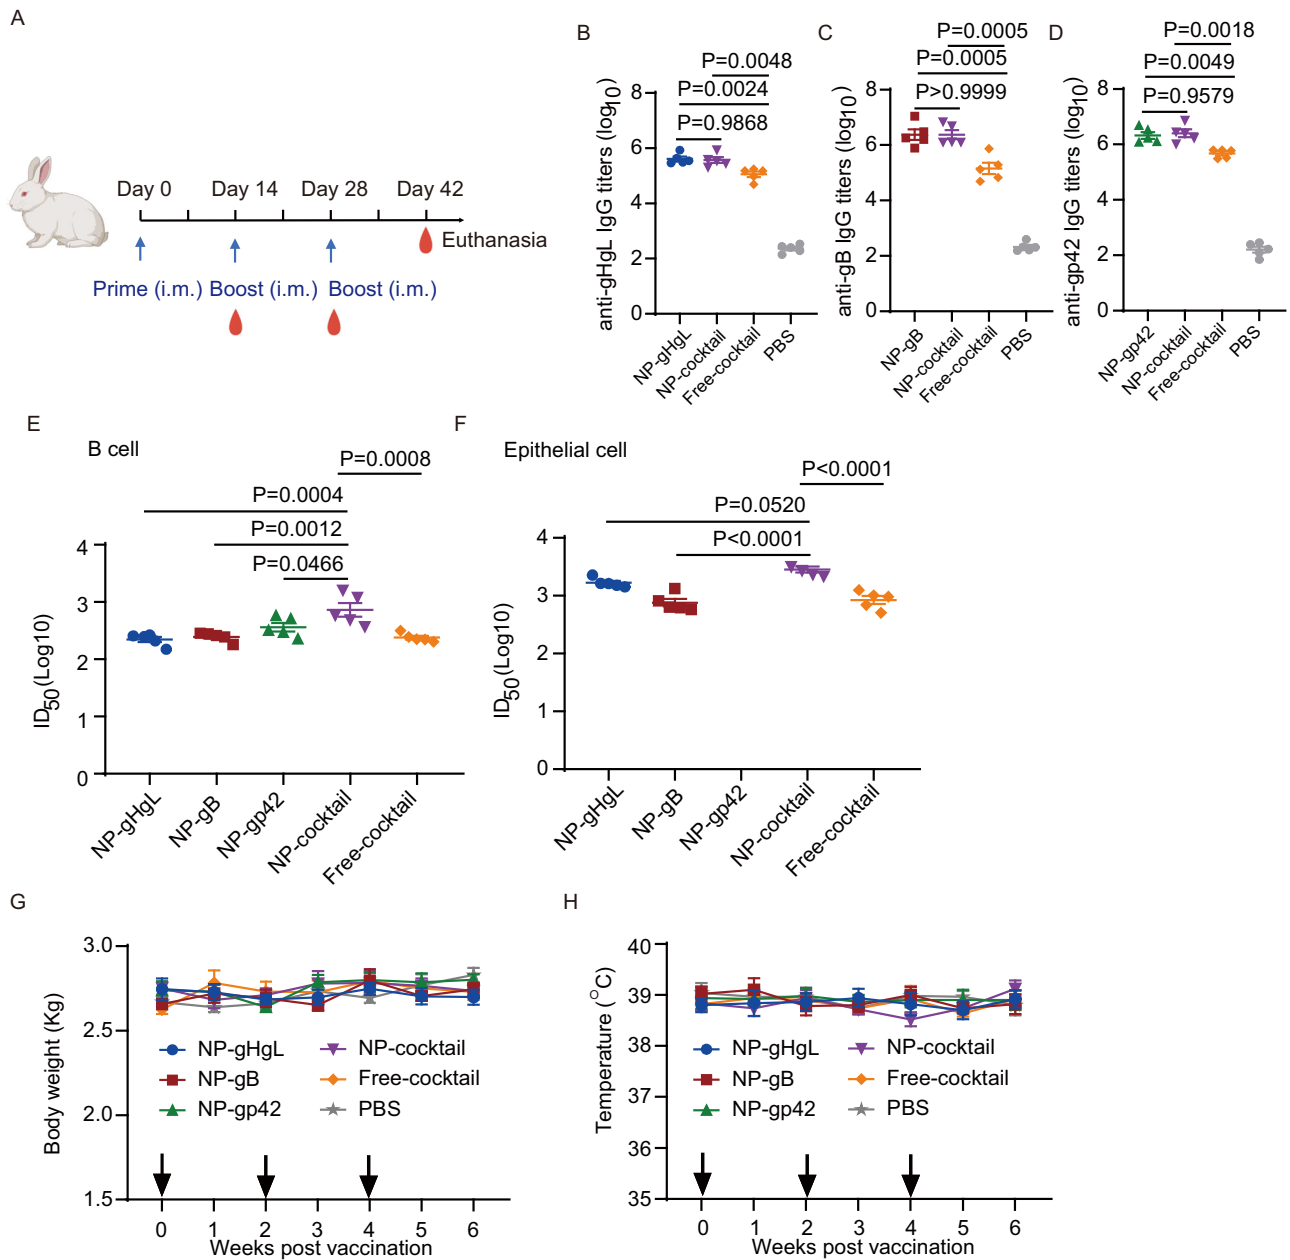 A
Day 0
Day 14
Day 28
Day 42
Euthanasia
Prime (i.m.)
Boost (i.m.)
Boost (i.m.)
B
P=0.0048
P=0.0024
P=0.9868
anti-gHgL IgG titers (log10)
8
6
4
2
0
NP-gHgL
NP-cocktail
Free-cocktail
PBS
C
P=0.0005
P=0.0005
P>0.9999
anti-gB IgG titers (log10)
8
6
4
2
0
NP-gB
NP-cocktail
Free-cocktail
PBS
D
P=0.0018
P=0.0049
P=0.9579
anti-gp42 IgG titers (log10)
8
6
4
2
0
NP-gp42
NP-cocktail
Free-cocktail
PBS
E
B cell
P=0.0008
P=0.0004
P=0.0012
P=0.0466
ID50(Log10)
4
3
2
1
0
NP-gHgL
NP-gB
NP-gp42
NP-cocktail
Free-cocktail
F
Epithelial cell
P<0.0001
P=0.0520
P<0.0001
ID50(Log10)
4
3
2
1
0
NP-gHgL
NP-gB
NP-gp42
NP-cocktail
Free-cocktail
G
Body weight (Kg)
3.0
2.5
2.0
1.5
NP-gHgL
NP-gB
NP-gp42
NP-cocktail
Free-cocktail
PBS
0 1 2 3 4 5 6
Weeks post vaccination
H
Temperature (°C)
40
39
38
37
36
35
NP-gHgL
NP-gB
NP-gp42
NP-cocktail
Free-cocktail
PBS
0 1 2 3 4 5 6
Weeks post vaccination